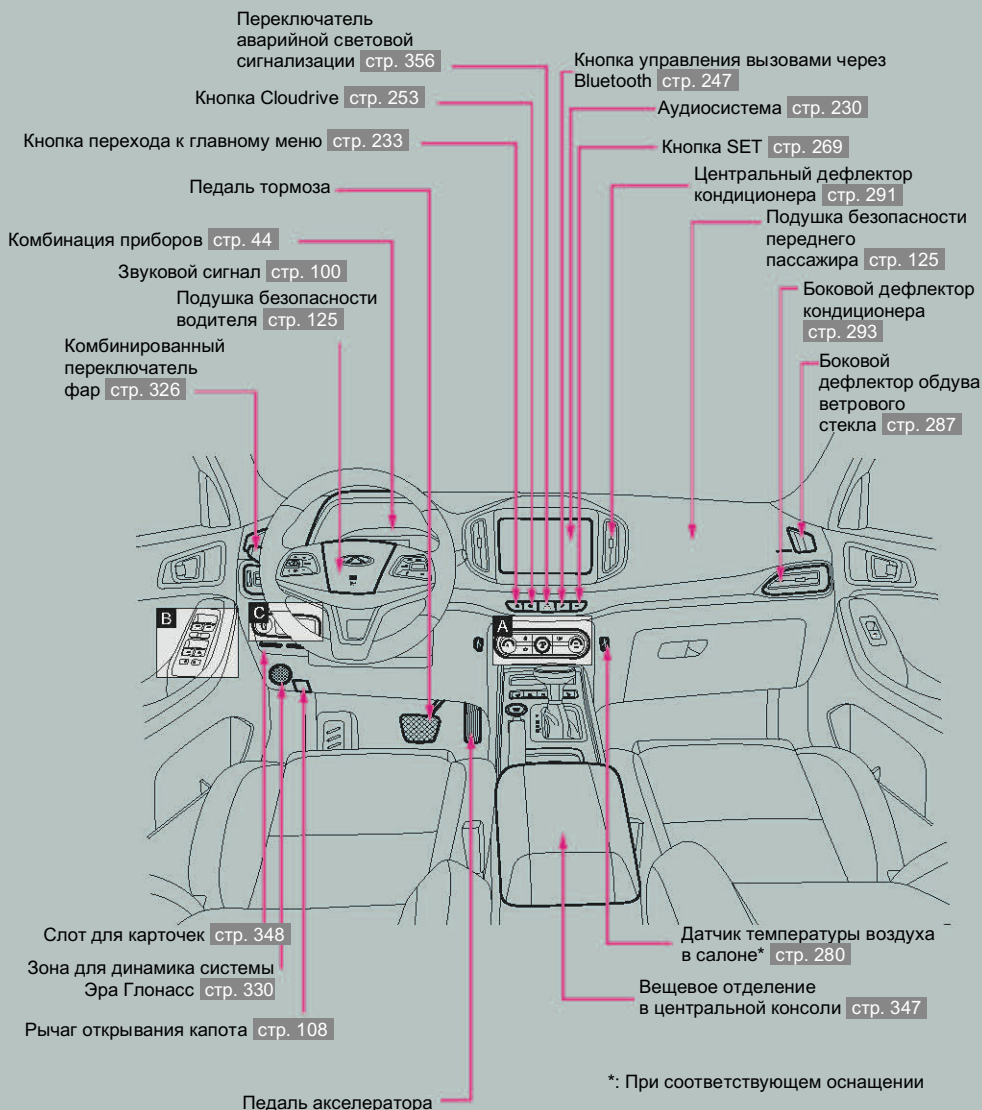 Переключатель
аварийной световой
сигнализации стр. 356
Кнопка Cloudrive стр. 253
Кнопка перехода к главному меню стр. 233
Педаль тормоза
Комбинация приборов стр. 44
Звуковой сигнал стр. 100
Подушка безопасности
водителя стр. 125
Комбинированный
переключатель
фар стр. 326
Кнопка управления вызовами через
Bluetooth стр. 247
Аудиосистема стр. 230
Кнопка SET стр. 269
Центральный дефлектор
кондиционера стр. 291
Подушка безопасности
переднего
пассажира стр. 125
Боковой дефлектор
кондиционера
стр. 293
Боковой
дефлектор обдува
ветрового
стекла стр. 287
B
C
A
Слот для карточек стр. 348
Зона для динамика системы
Эра Глонасс стр. 330
Рычаг открывания капота стр. 108
Педаль акселератора
Датчик температуры воздуха
в салоне* стр. 280
Вещевое отделение
в центральной консоли стр. 347
*: При соответствующем оснащении